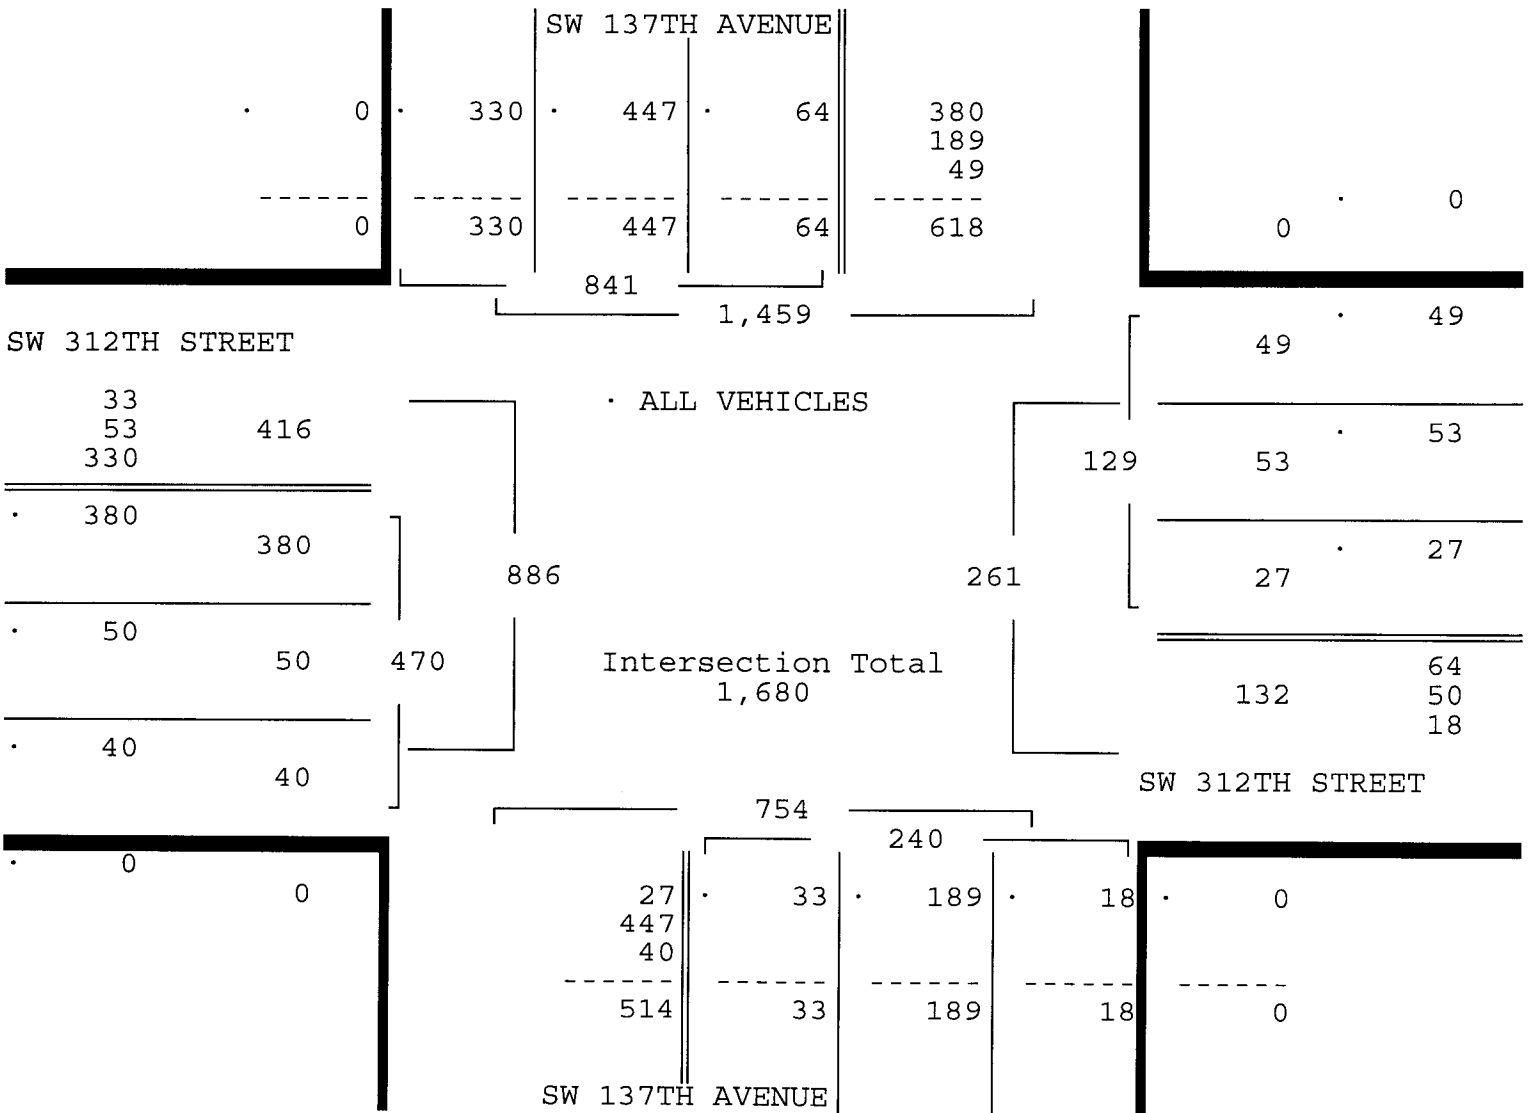 SW 137TH AVENUE
· 0 · 330 · 447 · 64 380
189
49
------ ------ ------ ------ ------
0 330 447 64 618
· 0
0
841
1,459
SW 312TH STREET
· 49
49
33
53 416
330
· ALL VEHICLES
· 53
129 53
· 380
380
886
261
· 27
27
· 50
50 470
Intersection Total
1,680
64
132 50
18
· 40
40
SW 312TH STREET
754
240
· 0
0
27 · 33 · 189 · 18 · 0
447
40
------ ------ ------ ------ ------
514 33 189 18 0
SW 137TH AVENUE